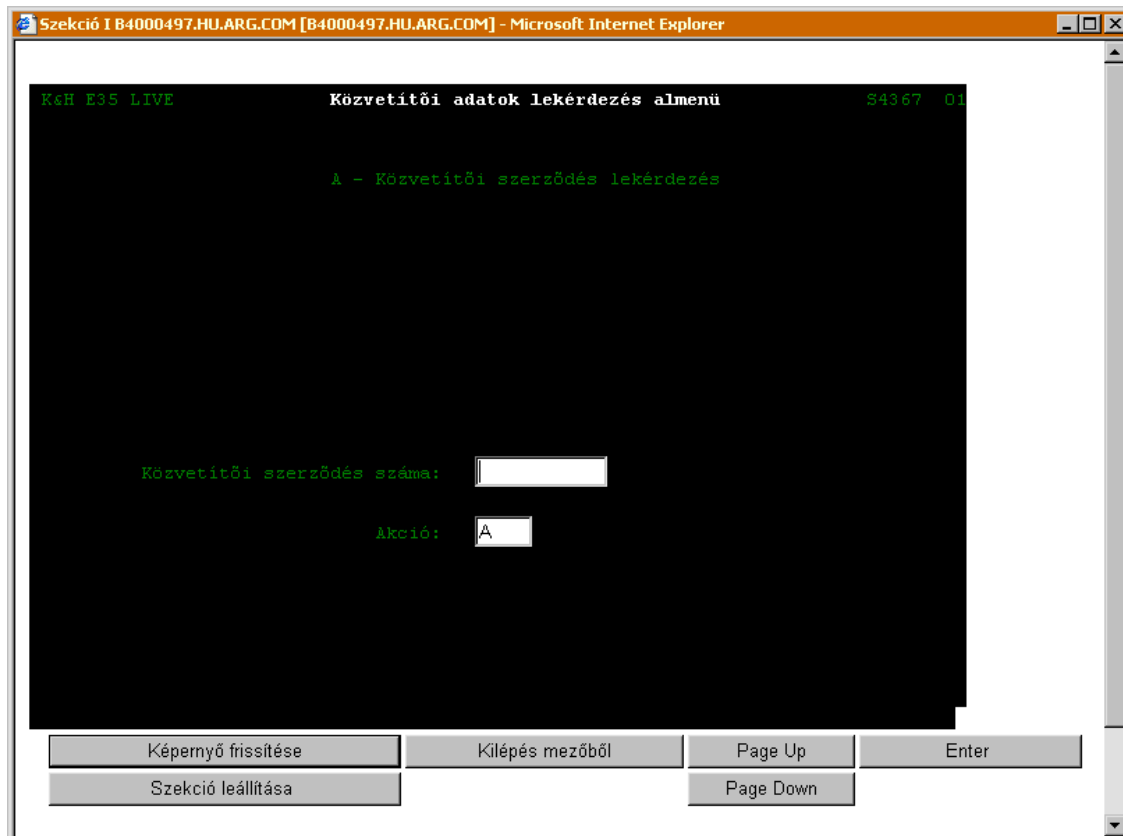 Szekció I B4000497.HU.ARG.COM [B4000497.HU.ARG.COM] - Microsoft Internet Explorer
K&H E35 LIVE Közvetítõi adatok lekérdezés almenü S4367 01
A - Közvetítõi szerzõdés lekérdezés
Közvetítõi szerzõdés száma:
Akció: A
Képernyő frissítése Kilépés mezőből Page Up Enter
Szekció leállítása Page Down